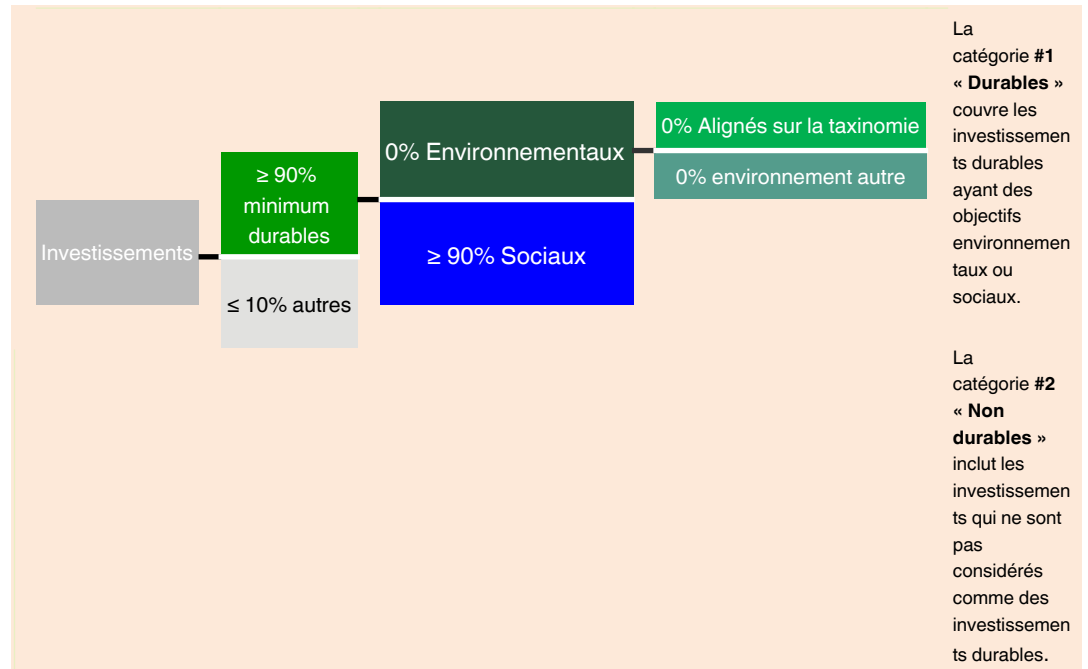 Investissements
≥ 90%
minimum
durables
≤ 10% autres
0% Environnementaux
≥ 90% Sociaux
0% Alignés sur la taxinomie
0% environnement autre
La
catégorie #1
« Durables »
couvre les
investissemen
ts durables
ayant des
objectifs
environnemen
taux ou
sociaux.
La
catégorie #2
« Non
durables »
inclut les
investissemen
ts qui ne sont
pas
considérés
comme des
investissemen
ts durables.